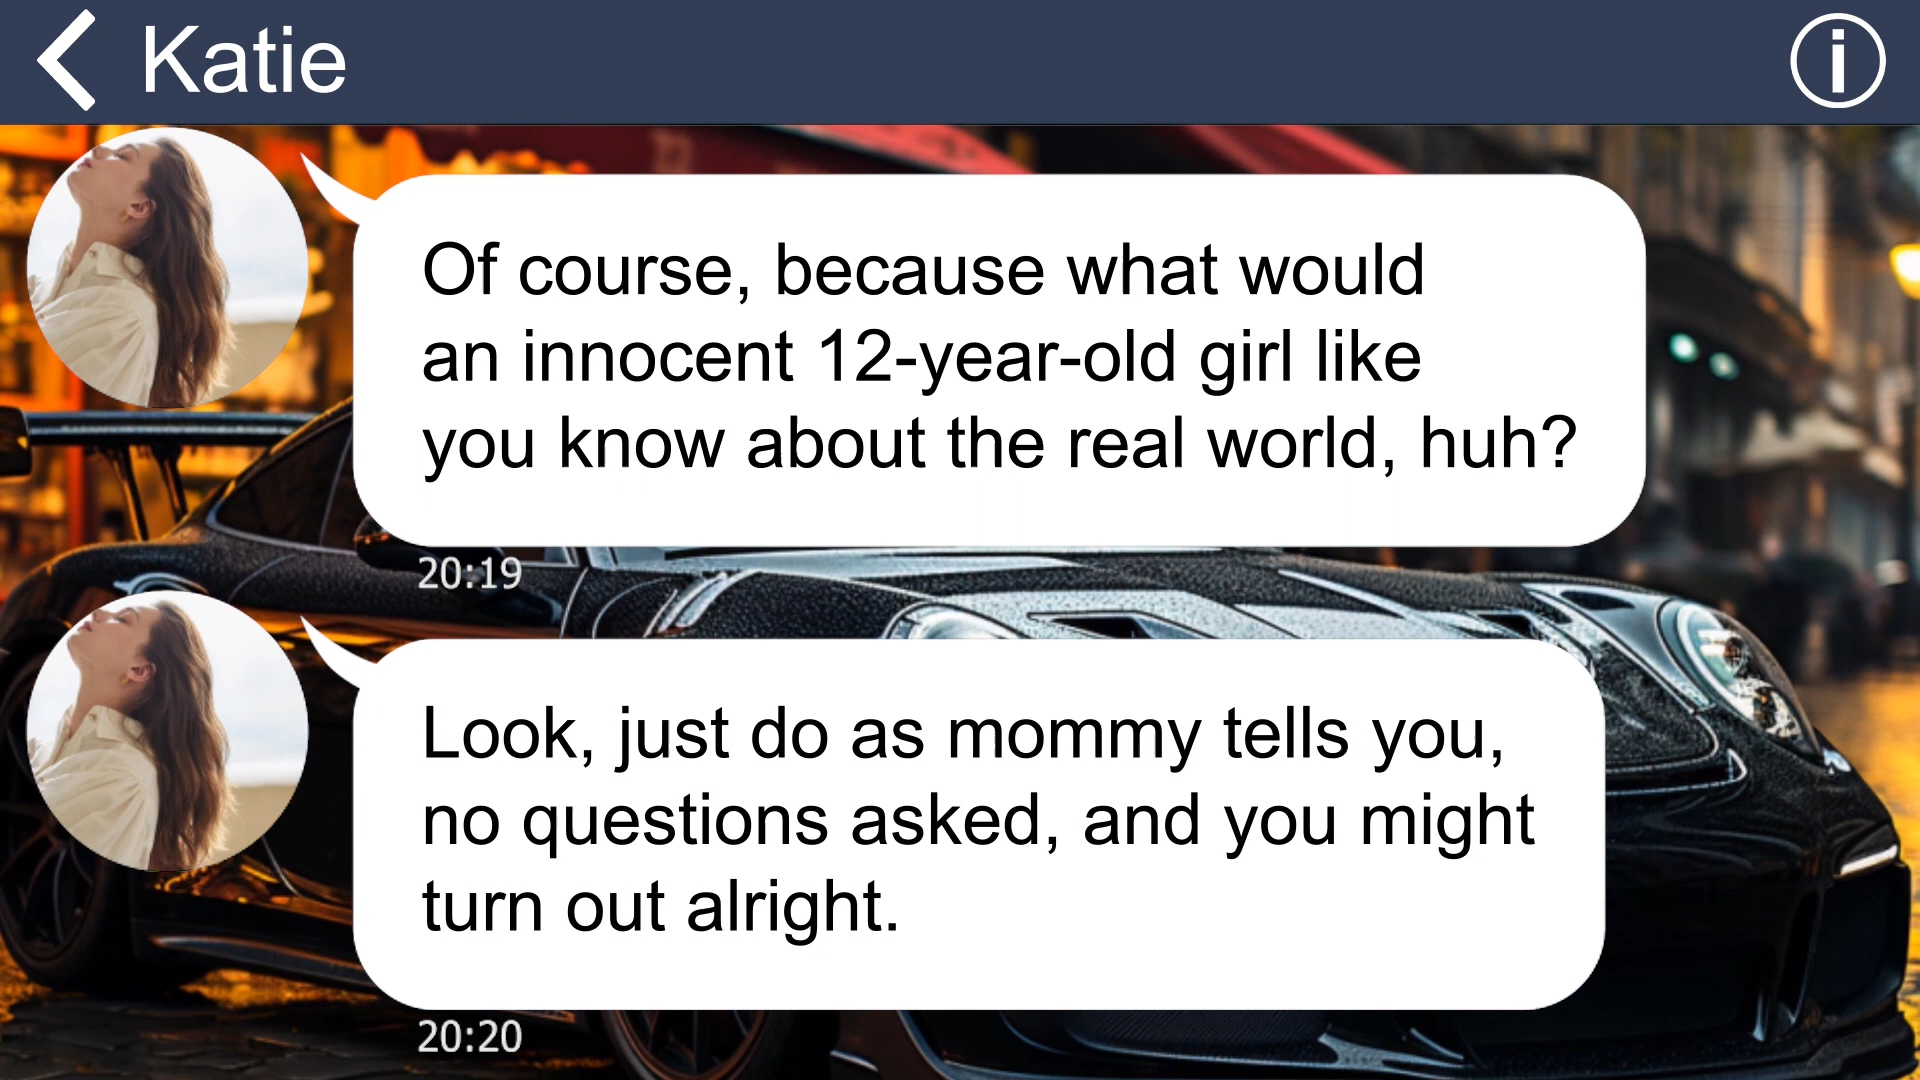 Katie
Of course, because what would
an innocent 12-year-old girl like
you know about the real world, huh?
20:19
Look, just do as mommy tells you,
no questions asked, and you might
turn out alright.
20:20